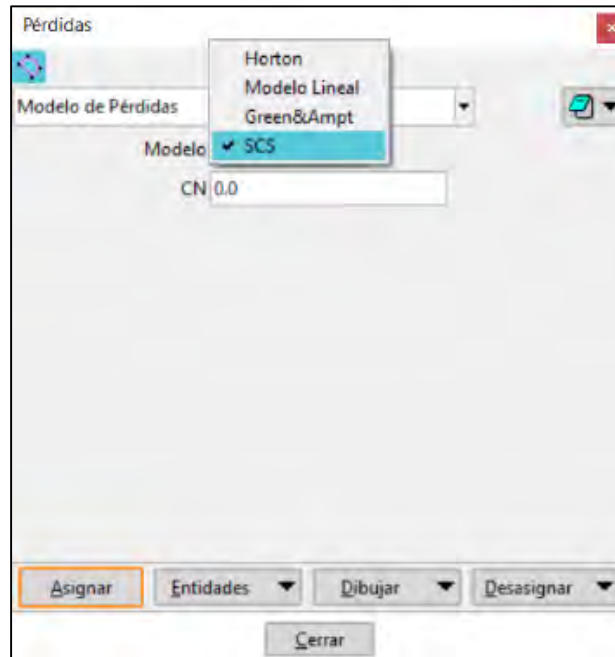 Pérdidas
Horton
Modelo Lineal
Modelo de Pérdidas
Green&Ampt
Modelo ✔ SCS
CN 0.0
Asignar Entidades Dibujar Desasignar
Cerrar